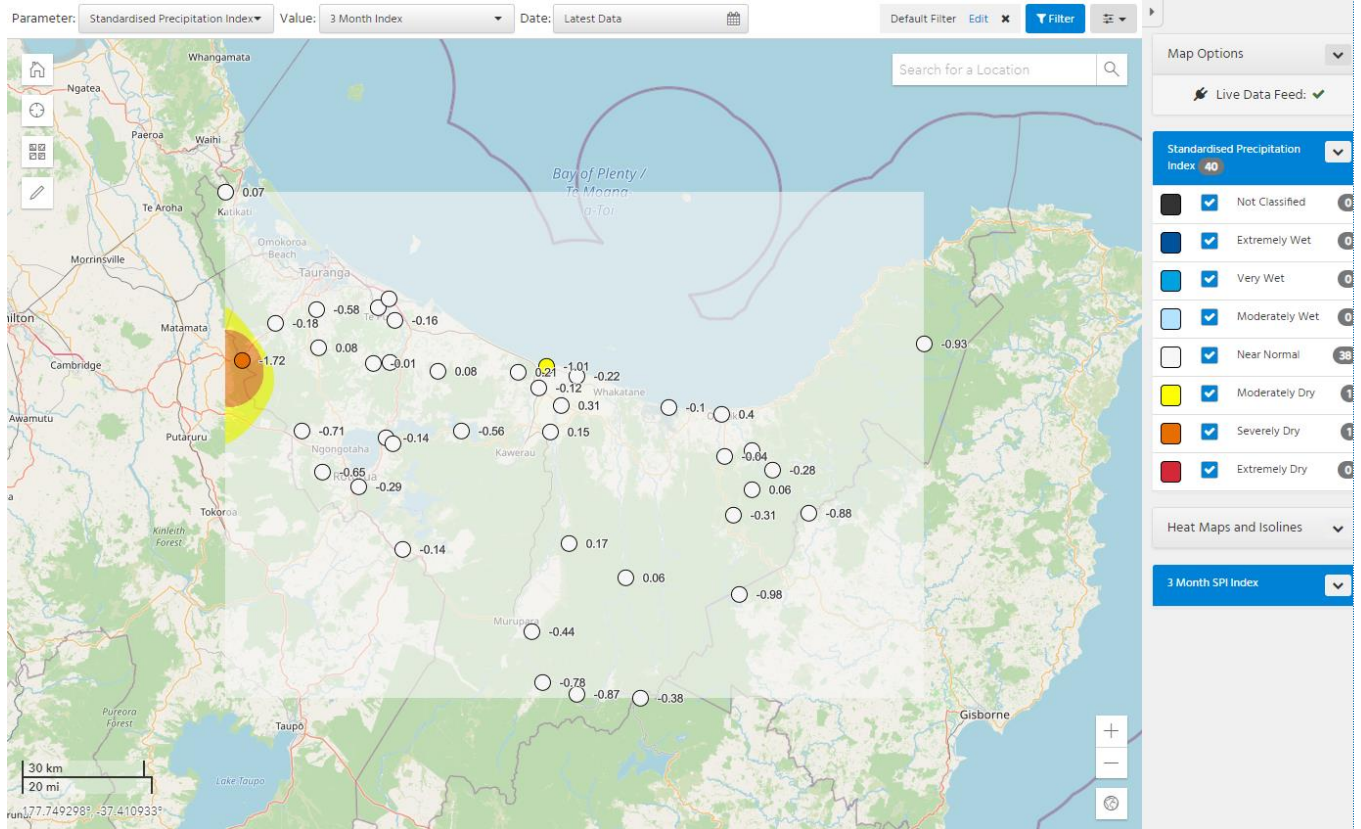 Parameter: Standardised Precipitation Index Value: 3 Month Index Date: Latest Data Default Filter Edit Filter
Search for a Location
Whangamata
Ngatea
Paeroa
Waihi
Bay of Plenty /
Te Moana
a-Toi
0.07
Te Aroha
Katikati
Omokoroa
Beach
Morrinsville
Tauranga
-0.58
-0.18
Te Pu
-0.16
Matamata
0.08
-0.93
Cambridge
-1.72
-0.01
0.08
0.21
-1.01
-0.22
-0.12
Whakatane
0.31
-0.1
0.4
Awamutu
Putaruru
-0.71
-0.14
-0.56
0.15
Ngongotaha
Kawerau
-0.04
-0.65
-0.28
-0.29
0.06
Tokoroa
-0.31
-0.88
Kinleith
Forest
-0.14
0.17
0.06
-0.98
Murupara
-0.44
-0.78
-0.87
-0.38
Pureora
Forest
Taupō
Gisborne
30 km
20 mi
Lake Taupo
177.749298°, -37.410933°
Map Options
Live Data Feed:
Standardised Precipitation
Index 40
Not Classified 0
Extremely Wet 0
Very Wet 0
Moderately Wet 0
Near Normal 38
Moderately Dry 1
Severely Dry 1
Extremely Dry 0
Heat Maps and Isolines
3 Month SPI Index